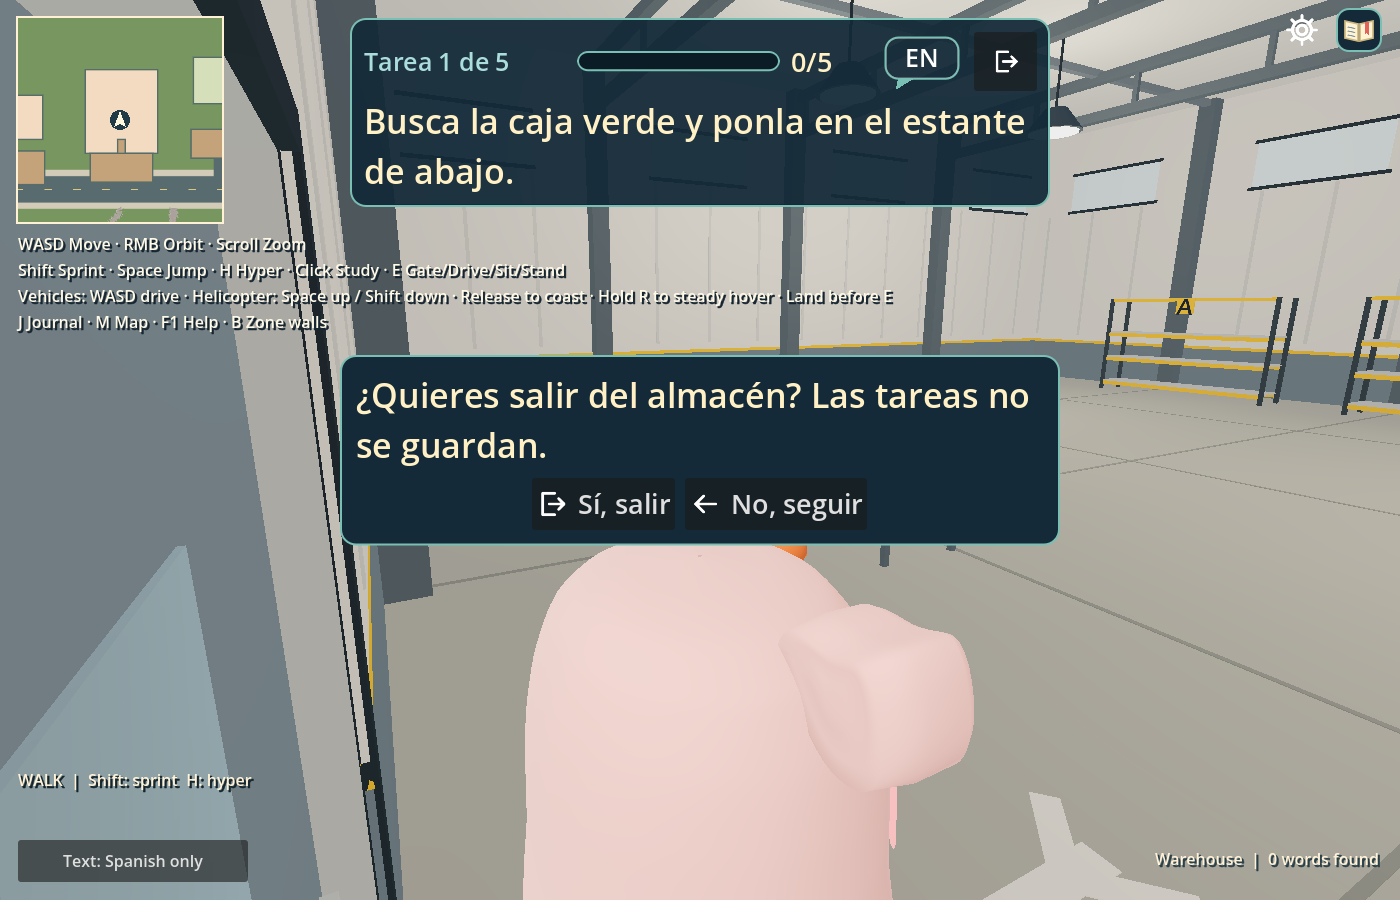 Tarea 1 de 5
0/5
EN
Busca la caja verde y ponla en el estante
de abajo.
WASD Move · RMB Orbit · Scroll Zoom
Shift Sprint · Space Jump · H Hyper · Click Study · E Gate/Drive/Sit/Stand
Vehicles: WASD drive · Helicopter: Space up / Shift down · Release to coast · Hold R to steady hover · Land before E
J Journal · M Map · F1 Help · B Zone walls
A
¿Quieres salir del almacén? Las tareas no
se guardan.
Sí, salir
No, seguir
WALK | Shift: sprint H: hyper
Text: Spanish only
Warehouse | 0 words found